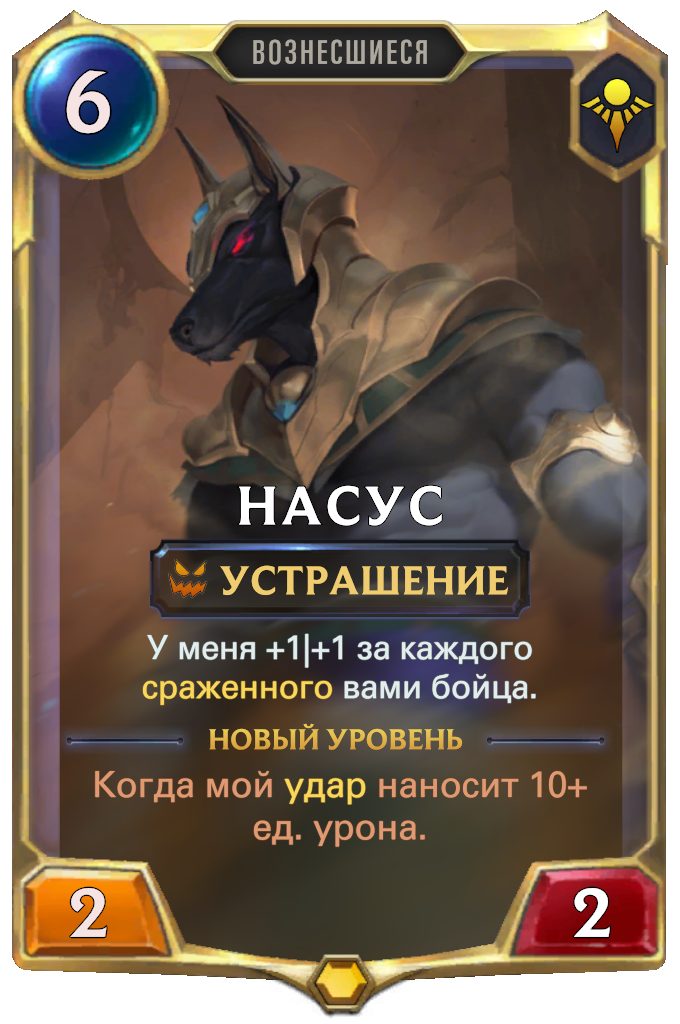 ВОЗНЕСШИЕСЯ
6
НАСУС
УСТРАШЕНИЕ
У меня +1|+1 за каждого
сраженного вами бойца.
НОВЫЙ УРОВЕНЬ
Когда мой удар наносит 10+
ед. урона.
2
2